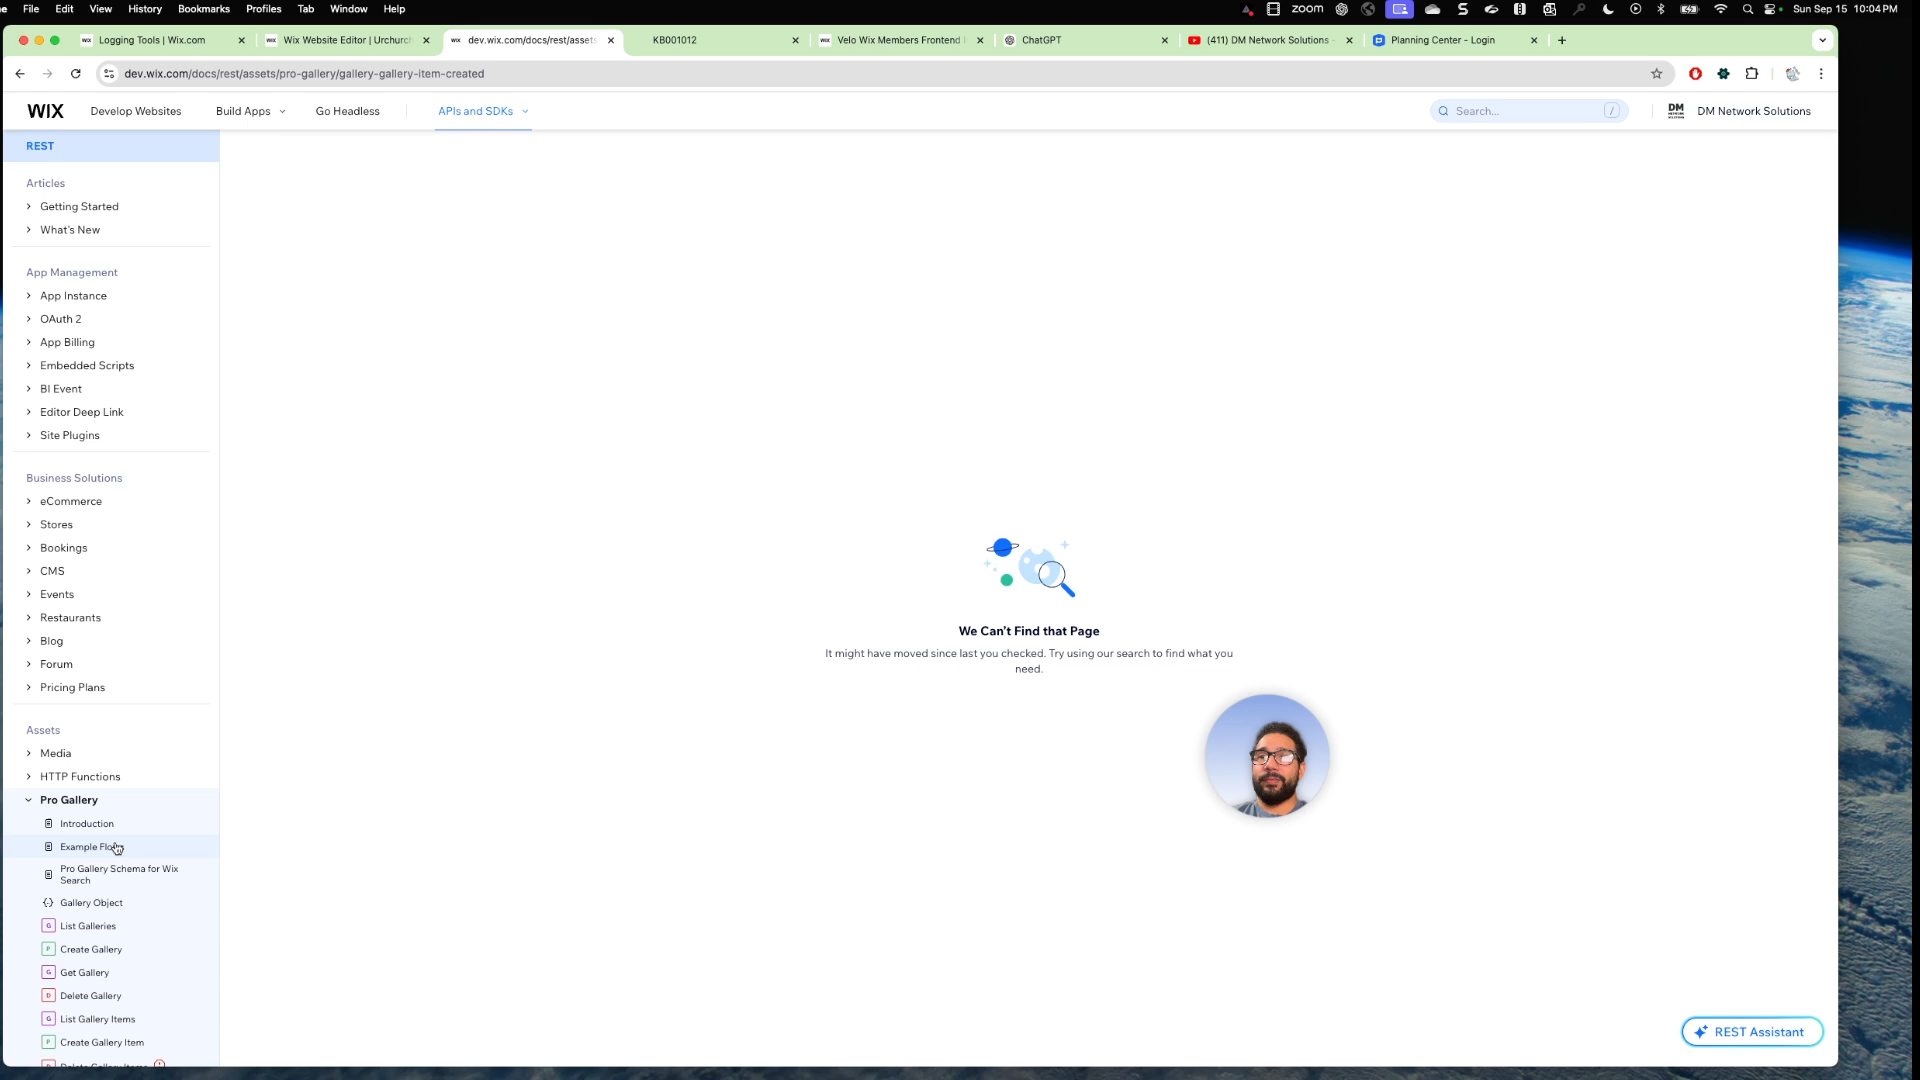 File Edit View History Bookmarks Profiles Tab Window Help
zoom
Sun Sep 15 10:04 PM
Logging Tools | Wix.com
Wix Website Editor | Urchurch
dev.wix.com/docs/rest/assets
KB001012
Velo Wix Members Frontend
ChatGPT
(411) DM Network Solutions -
Planning Center - Login
dev.wix.com/docs/rest/assets/pro-gallery/gallery-gallery-item-created
WIX
Develop Websites
Build Apps
Go Headless
APIs and SDKs
Search...
/
DM
DM Network Solutions
REST
Articles
Getting Started
What's New
App Management
App Instance
OAuth 2
App Billing
Embedded Scripts
BI Event
Editor Deep Link
Site Plugins
Business Solutions
eCommerce
Stores
Bookings
CMS
Events
Restaurants
Blog
Forum
Pricing Plans
Assets
Media
HTTP Functions
Pro Gallery
Introduction
Example
Pro Gallery Schema for Wix
Search
Gallery Object
G List Galleries
P Create Gallery
G Get Gallery
D Delete Gallery
G List Gallery Items
P Create Gallery Item
We Can't Find that Page
It might have moved since last you checked. Try using our search to find what you
need.
REST Assistant